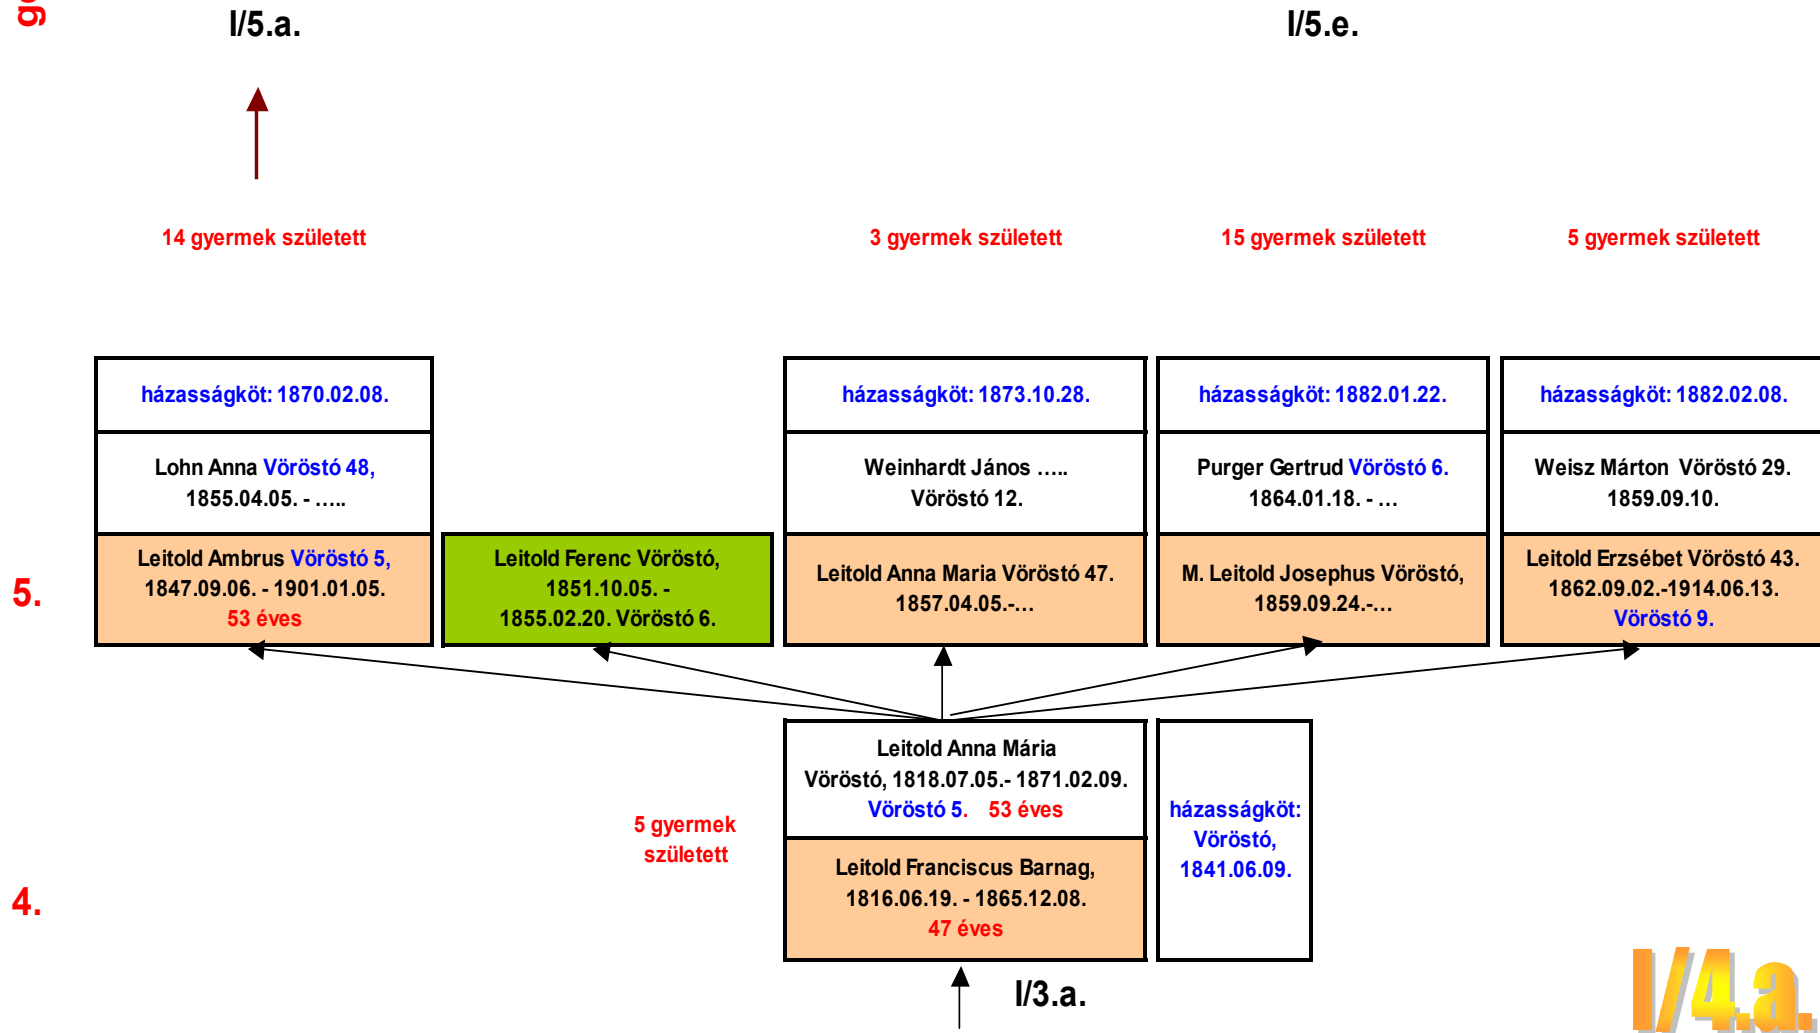 I/5.a.
I/5.e.
14 gyermek született
3 gyermek született
15 gyermek született
5 gyermek született
házasságköt: 1870.02.08.
Lohn Anna Vöröstó 48,
1855.04.05. - …..
Leitold Ambrus Vöröstó 5,
1847.09.06. - 1901.01.05.
53 éves
Leitold Ferenc Vöröstó,
1851.10.05. -
1855.02.20. Vöröstó 6.
házasságköt: 1873.10.28.
Weinhardt János …..
Vöröstó 12.
Leitold Anna Maria Vöröstó 47.
1857.04.05.-…
házasságköt: 1882.01.22.
Purger Gertrud Vöröstó 6.
1864.01.18. - …
M. Leitold Josephus Vöröstó,
1859.09.24.-…
házasságköt: 1882.02.08.
Weisz Márton  Vöröstó 29.
1859.09.10.
Leitold Erzsébet Vöröstó 43.
1862.09.02.-1914.06.13.
Vöröstó 9.
5.
Leitold Anna Mária
Vöröstó, 1818.07.05.- 1871.02.09.
Vöröstó 5.   53 éves
5 gyermek
született
Leitold Franciscus Barnag,
1816.06.19. - 1865.12.08.
47 éves
házasságköt:
Vöröstó,
1841.06.09.
4.
I/3.a.
I/4.a.